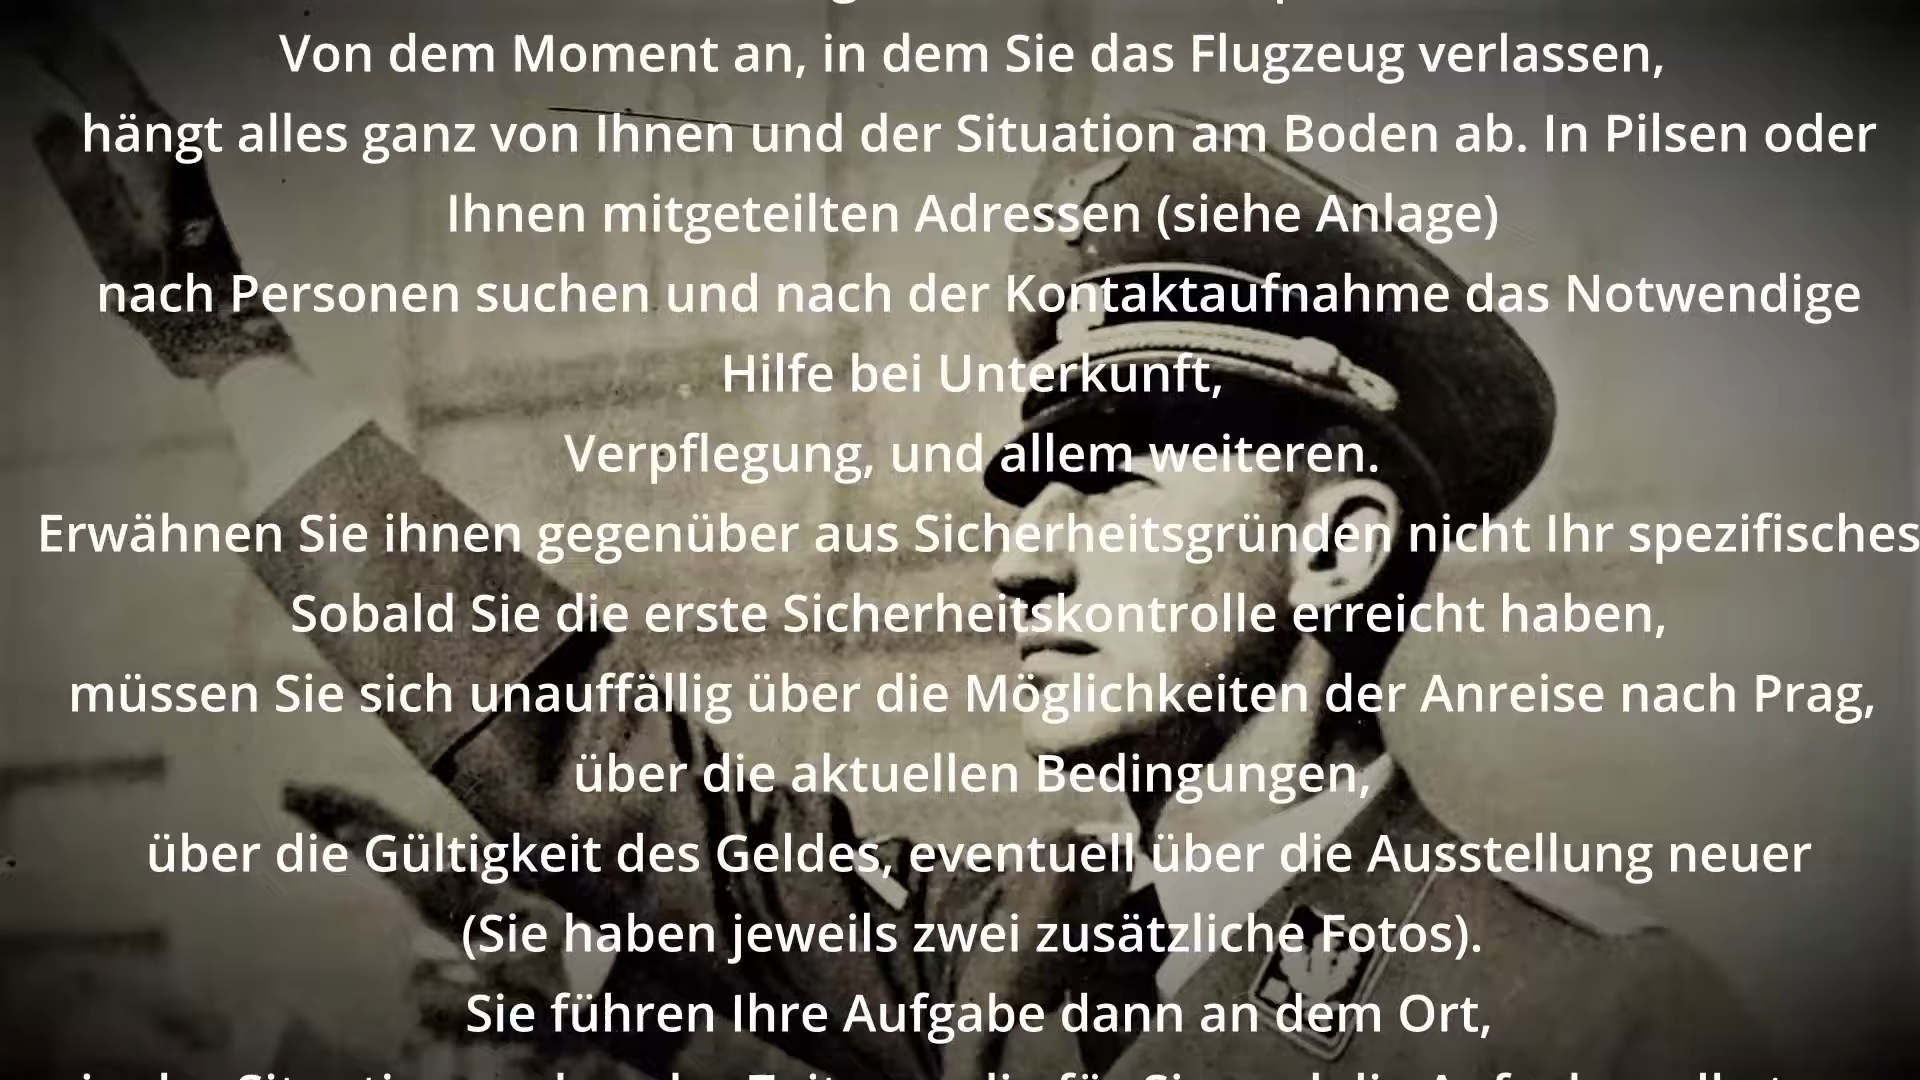 Von dem Moment an, in dem Sie das Flugzeug verlassen,
hängt alles ganz von Ihnen und der Situation am Boden ab. In Pilsen oder
Ihnen mitgeteilten Adressen (siehe Anlage)
nach Personen suchen und nach der Kontaktaufnahme das Notwendige
Hilfe bei Unterkunft,
Verpflegung, und allem weiteren.
Erwähnen Sie ihnen gegenüber aus Sicherheitsgründen nicht Ihr spezifisches
Sobald Sie die erste Sicherheitskontrolle erreicht haben,
müssen Sie sich unauffällig über die Möglichkeiten der Anreise nach Prag,
über die aktuellen Bedingungen,
über die Gültigkeit des Geldes, eventuell über die Ausstellung neuer
(Sie haben jeweils zwei zusätzliche Fotos).
Sie führen Ihre Aufgabe dann an dem Ort,